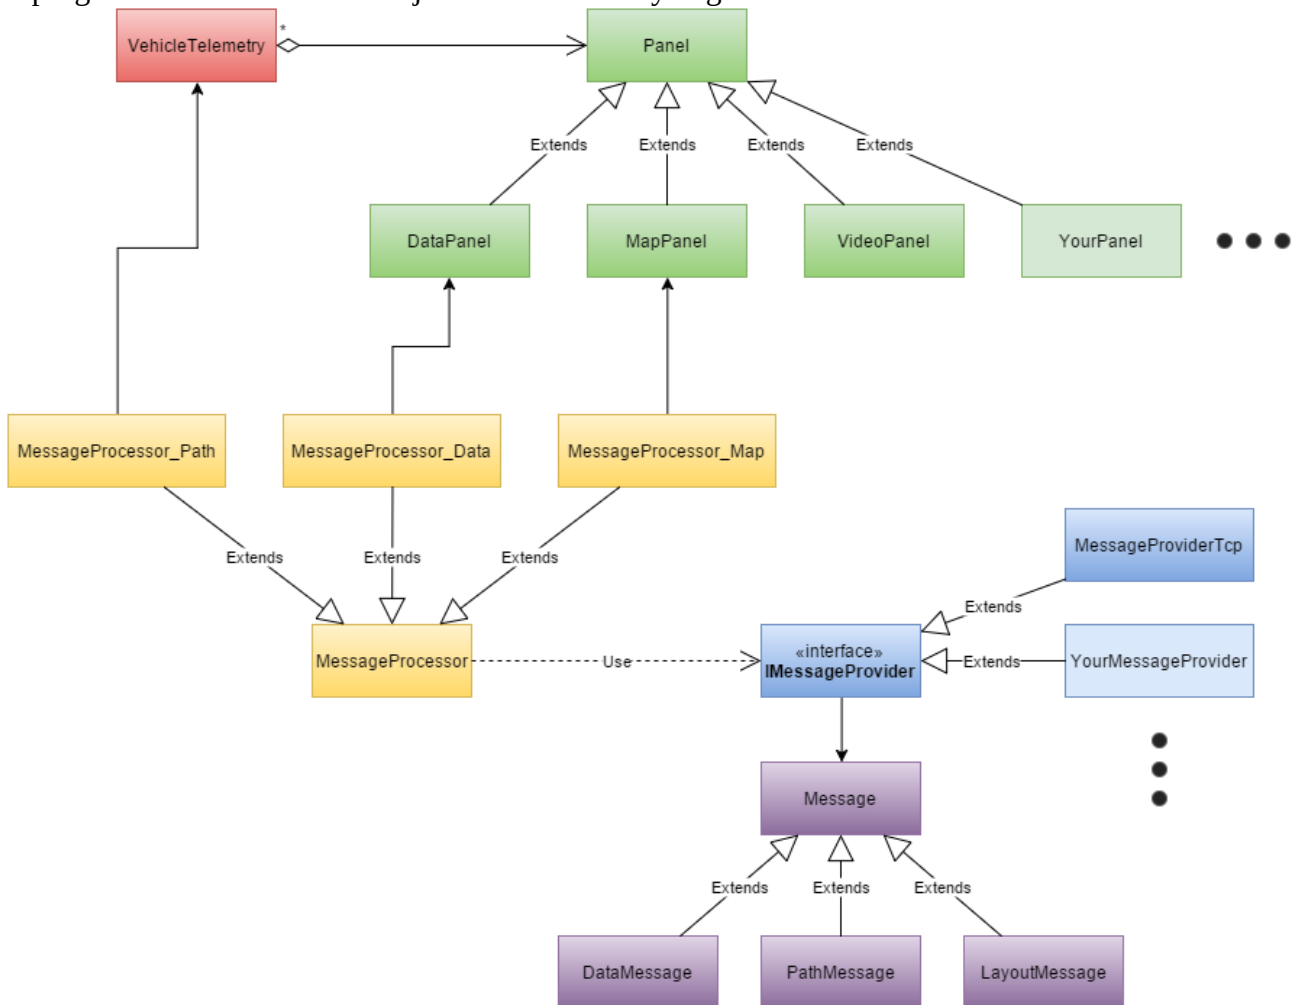 *
VehicleTelemetry
Panel
Extends
Extends
Extends
Extends
DataPanel
MapPanel
VideoPanel
YourPanel
MessageProcessor_Path
MessageProcessor_Data
MessageProcessor_Map
Extends
Extends
Extends
MessageProviderTcp
Extends
MessageProcessor
Use
«interface»
IMessageProvider
Extends
YourMessageProvider
Message
Extends
Extends
Extends
DataMessage
PathMessage
LayoutMessage